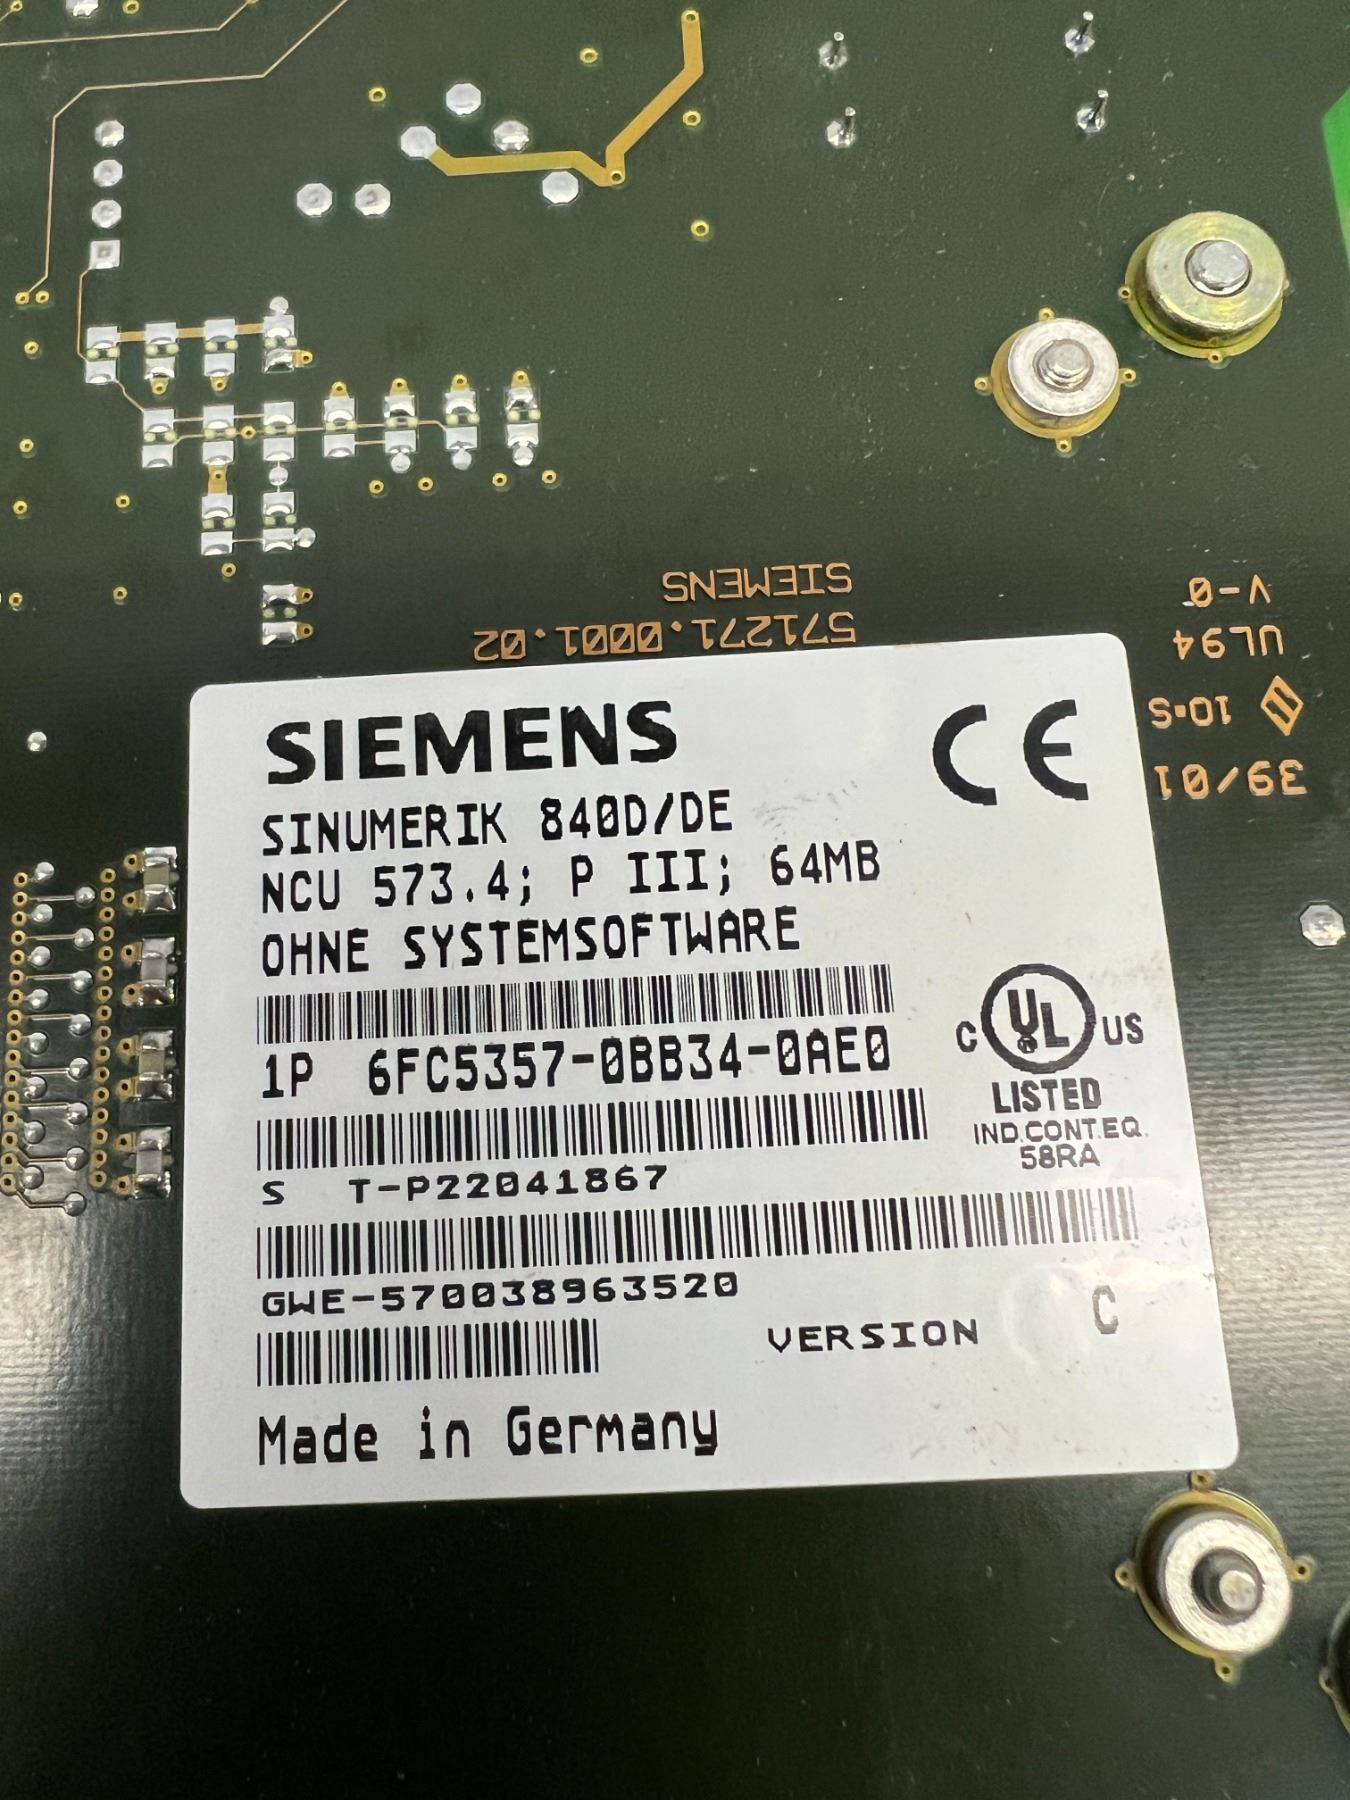 SIEMENS
571271.0001.02
V-0
UL94
10•S
39/01
SIEMENS
CE
SINUMERIK 840D/DE
NCU 573.4; P III; 64MB
OHNE SYSTEMSOFTWARE
1P 6FC5357-0BB34-0AE0
C UL US
LISTED
IND.CONT.EQ.
58RA
S T-P22041867
GWE-570038963520
VERSION C
Made in Germany